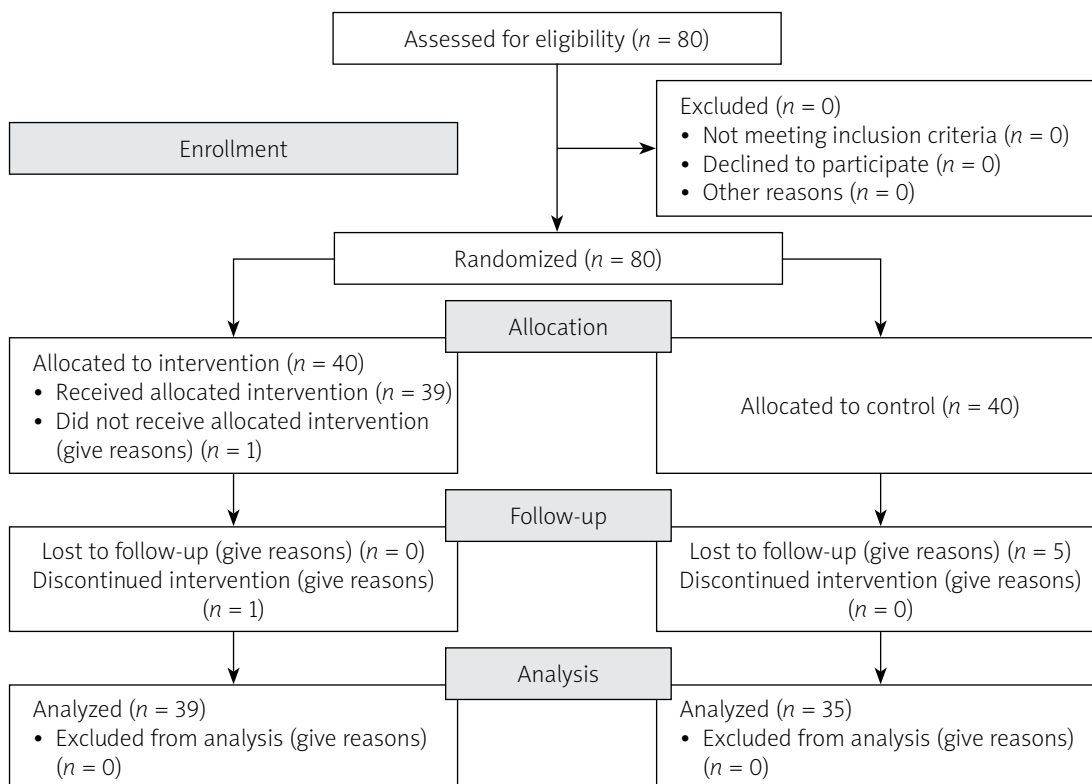 Assessed for eligibility (n = 80)
Excluded (n = 0)
• Not meeting inclusion criteria (n = 0)
• Declined to participate (n = 0)
• Other reasons (n = 0)
Enrollment
Randomized (n = 80)
Allocation
Allocated to intervention (n = 40)
• Received allocated intervention (n = 39)
• Did not receive allocated intervention
(give reasons) (n = 1)
Allocated to control (n = 40)
Follow-up
Lost to follow-up (give reasons) (n = 0)
Discontinued intervention (give reasons)
(n = 1)
Lost to follow-up (give reasons) (n = 5)
Discontinued intervention (give reasons)
(n = 0)
Analysis
Analyzed (n = 39)
• Excluded from analysis (give reasons)
(n = 0)
Analyzed (n = 35)
• Excluded from analysis (give reasons)
(n = 0)